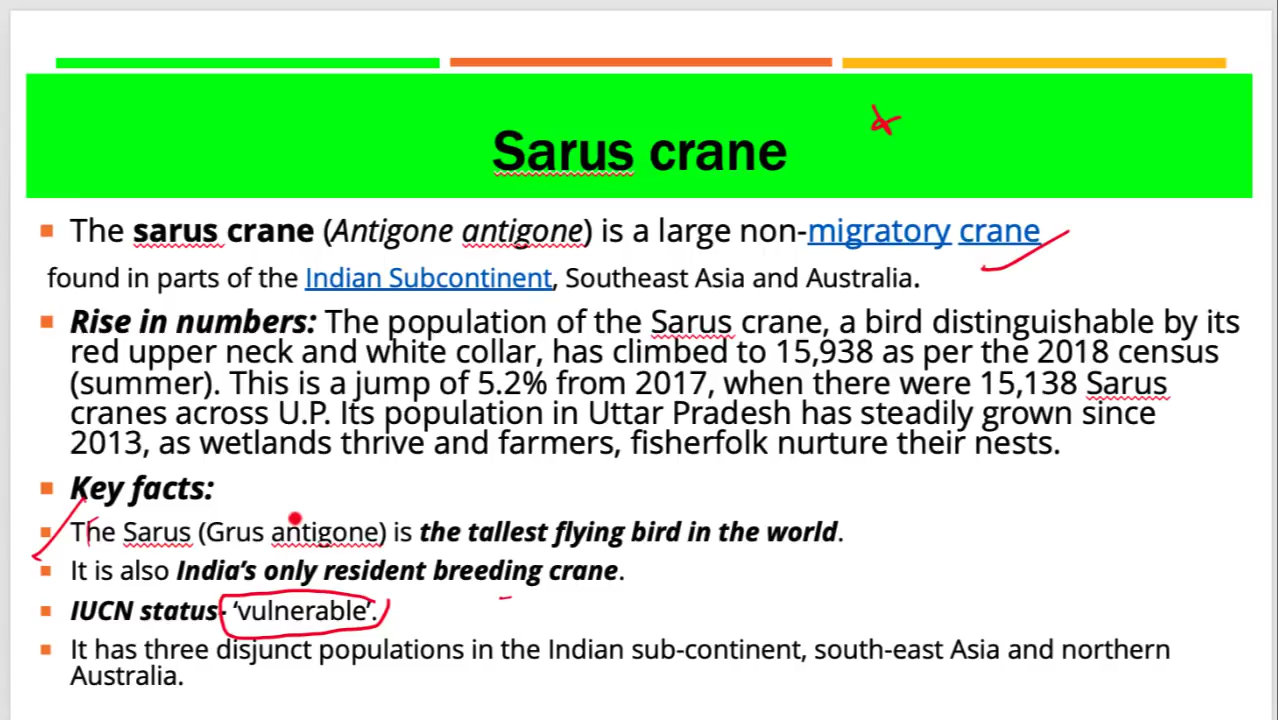 Sarus crane
The sarus crane (Antigone antigone) is a large non-migratory crane
found in parts of the Indian Subcontinent, Southeast Asia and Australia.
Rise in numbers: The population of the Sarus crane, a bird distinguishable by its
red upper neck and white collar, has climbed to 15,938 as per the 2018 census
(summer). This is a jump of 5.2% from 2017, when there were 15,138 Sarus
cranes across U.P. Its population in Uttar Pradesh has steadily grown since
2013, as wetlands thrive and farmers, fisherfolk nurture their nests.
Key facts:
The Sarus (Grus antigone) is the tallest flying bird in the world.
It is also India’s only resident breeding crane.
IUCN status- ‘vulnerable’.
It has three disjunct populations in the Indian sub-continent, south-east Asia and northern
Australia.